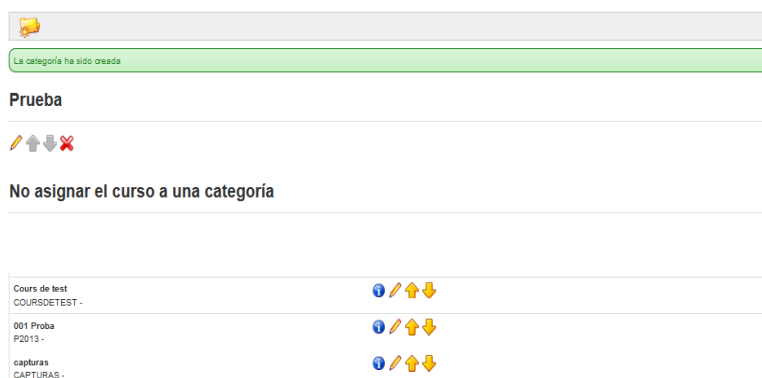 La categoría ha sido creada
Prueba
No asignar el curso a una categoría
Cours de test
COURSDETEST -
001 Proba
P2013 -
capturas
CAPTURAS -